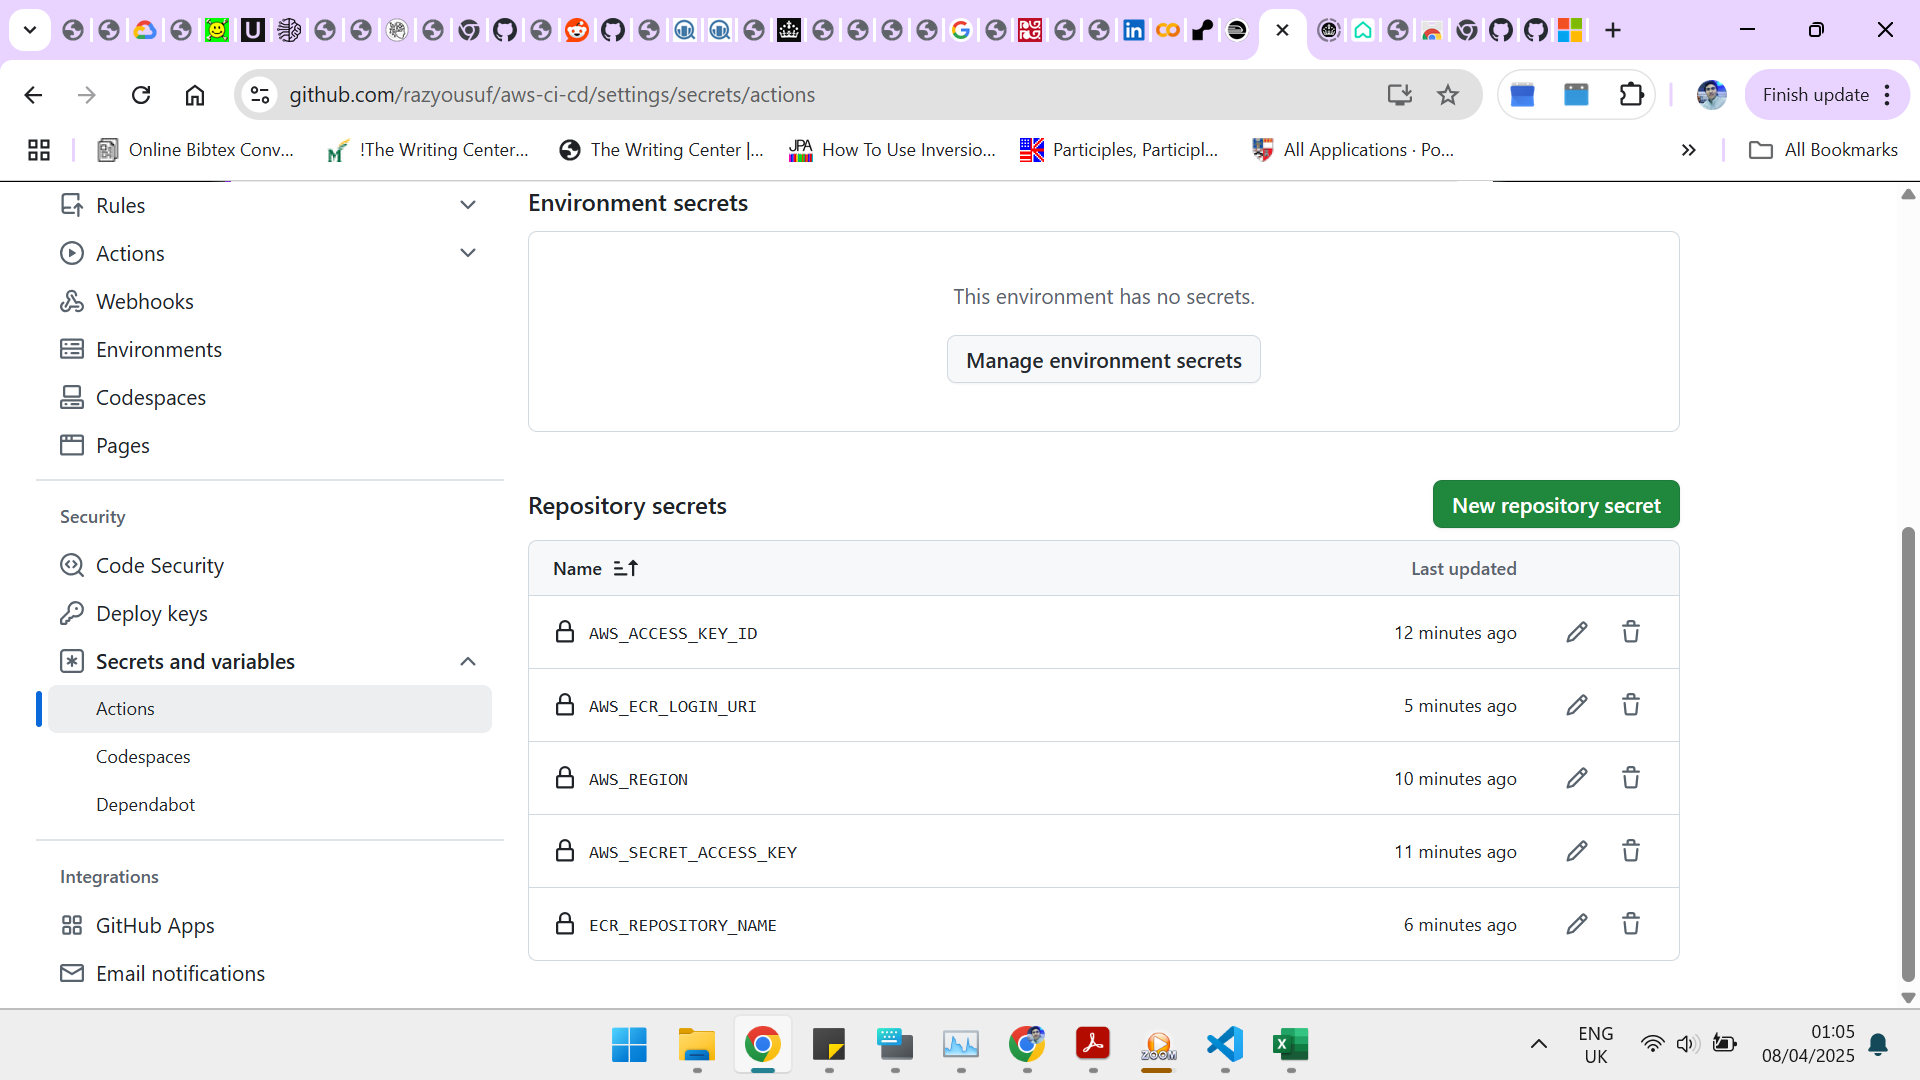 github.com/razyousuf/aws-ci-cd/settings/secrets/actions
Finish update
Online Bibtex Conv...
!The Writing Center...
The Writing Center |...
How To Use Inversio...
Participles, Participl...
All Applications · Po...
All Bookmarks
Rules
Actions
Webhooks
Environments
Codespaces
Pages
Security
Code Security
Deploy keys
Secrets and variables
Actions
Codespaces
Dependabot
Integrations
GitHub Apps
Email notifications
Environment secrets
This environment has no secrets.
Manage environment secrets
Repository secrets
New repository secret
Name
Last updated
AWS_ACCESS_KEY_ID
12 minutes ago
AWS_ECR_LOGIN_URI
5 minutes ago
AWS_REGION
10 minutes ago
AWS_SECRET_ACCESS_KEY
11 minutes ago
ECR_REPOSITORY_NAME
6 minutes ago
ZOOM
ENG
UK
01:05
08/04/2025